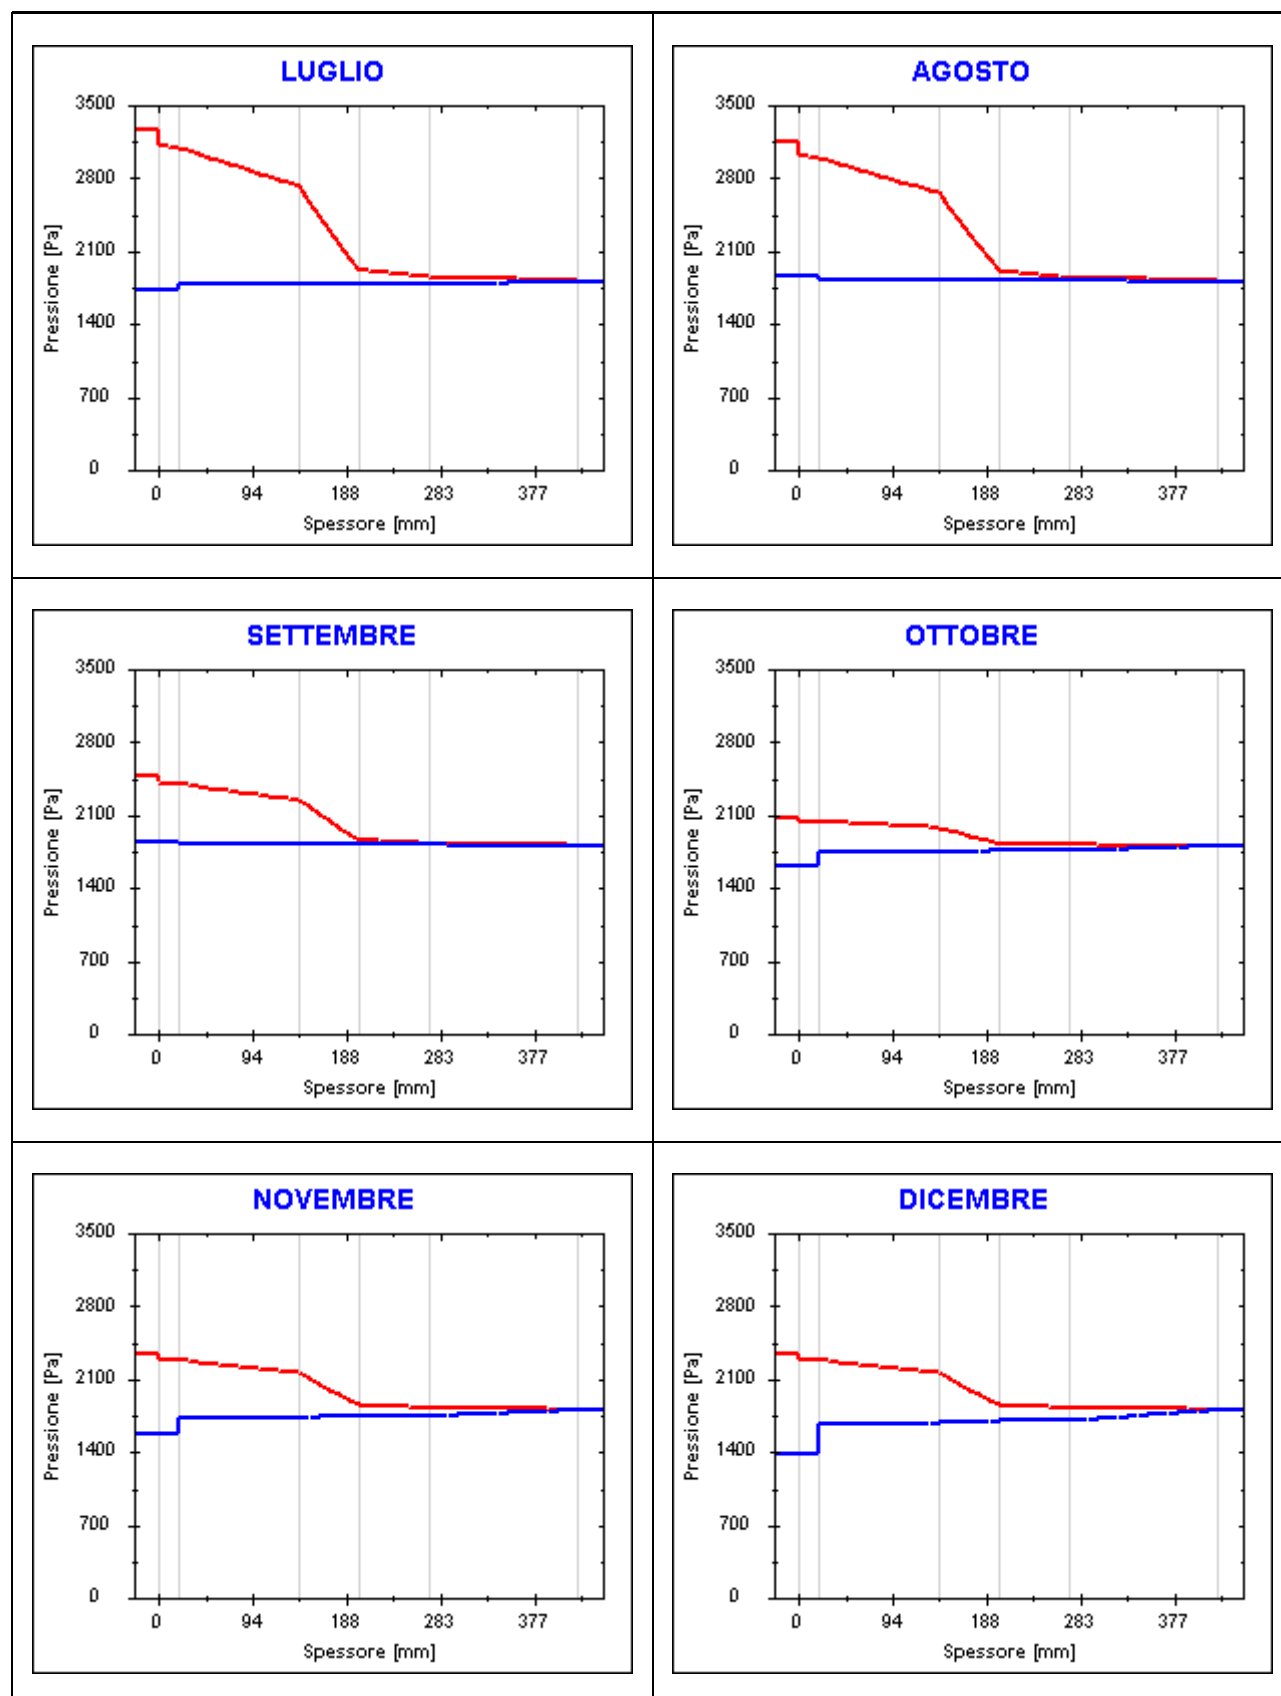 LUGLIO
3500
2800
2100
1400
700
0
Pressione [Pa]
0 94 188 283 377
Spessore [mm]
AGOSTO
3500
2800
2100
1400
700
0
Pressione [Pa]
0 94 188 283 377
Spessore [mm]
SETTEMBRE
3500
2800
2100
1400
700
0
Pressione [Pa]
0 94 188 283 377
Spessore [mm]
OTTOBRE
3500
2800
2100
1400
700
0
Pressione [Pa]
0 94 188 283 377
Spessore [mm]
NOVEMBRE
3500
2800
2100
1400
700
0
Pressione [Pa]
0 94 188 283 377
Spessore [mm]
DICEMBRE
3500
2800
2100
1400
700
0
Pressione [Pa]
0 94 188 283 377
Spessore [mm]